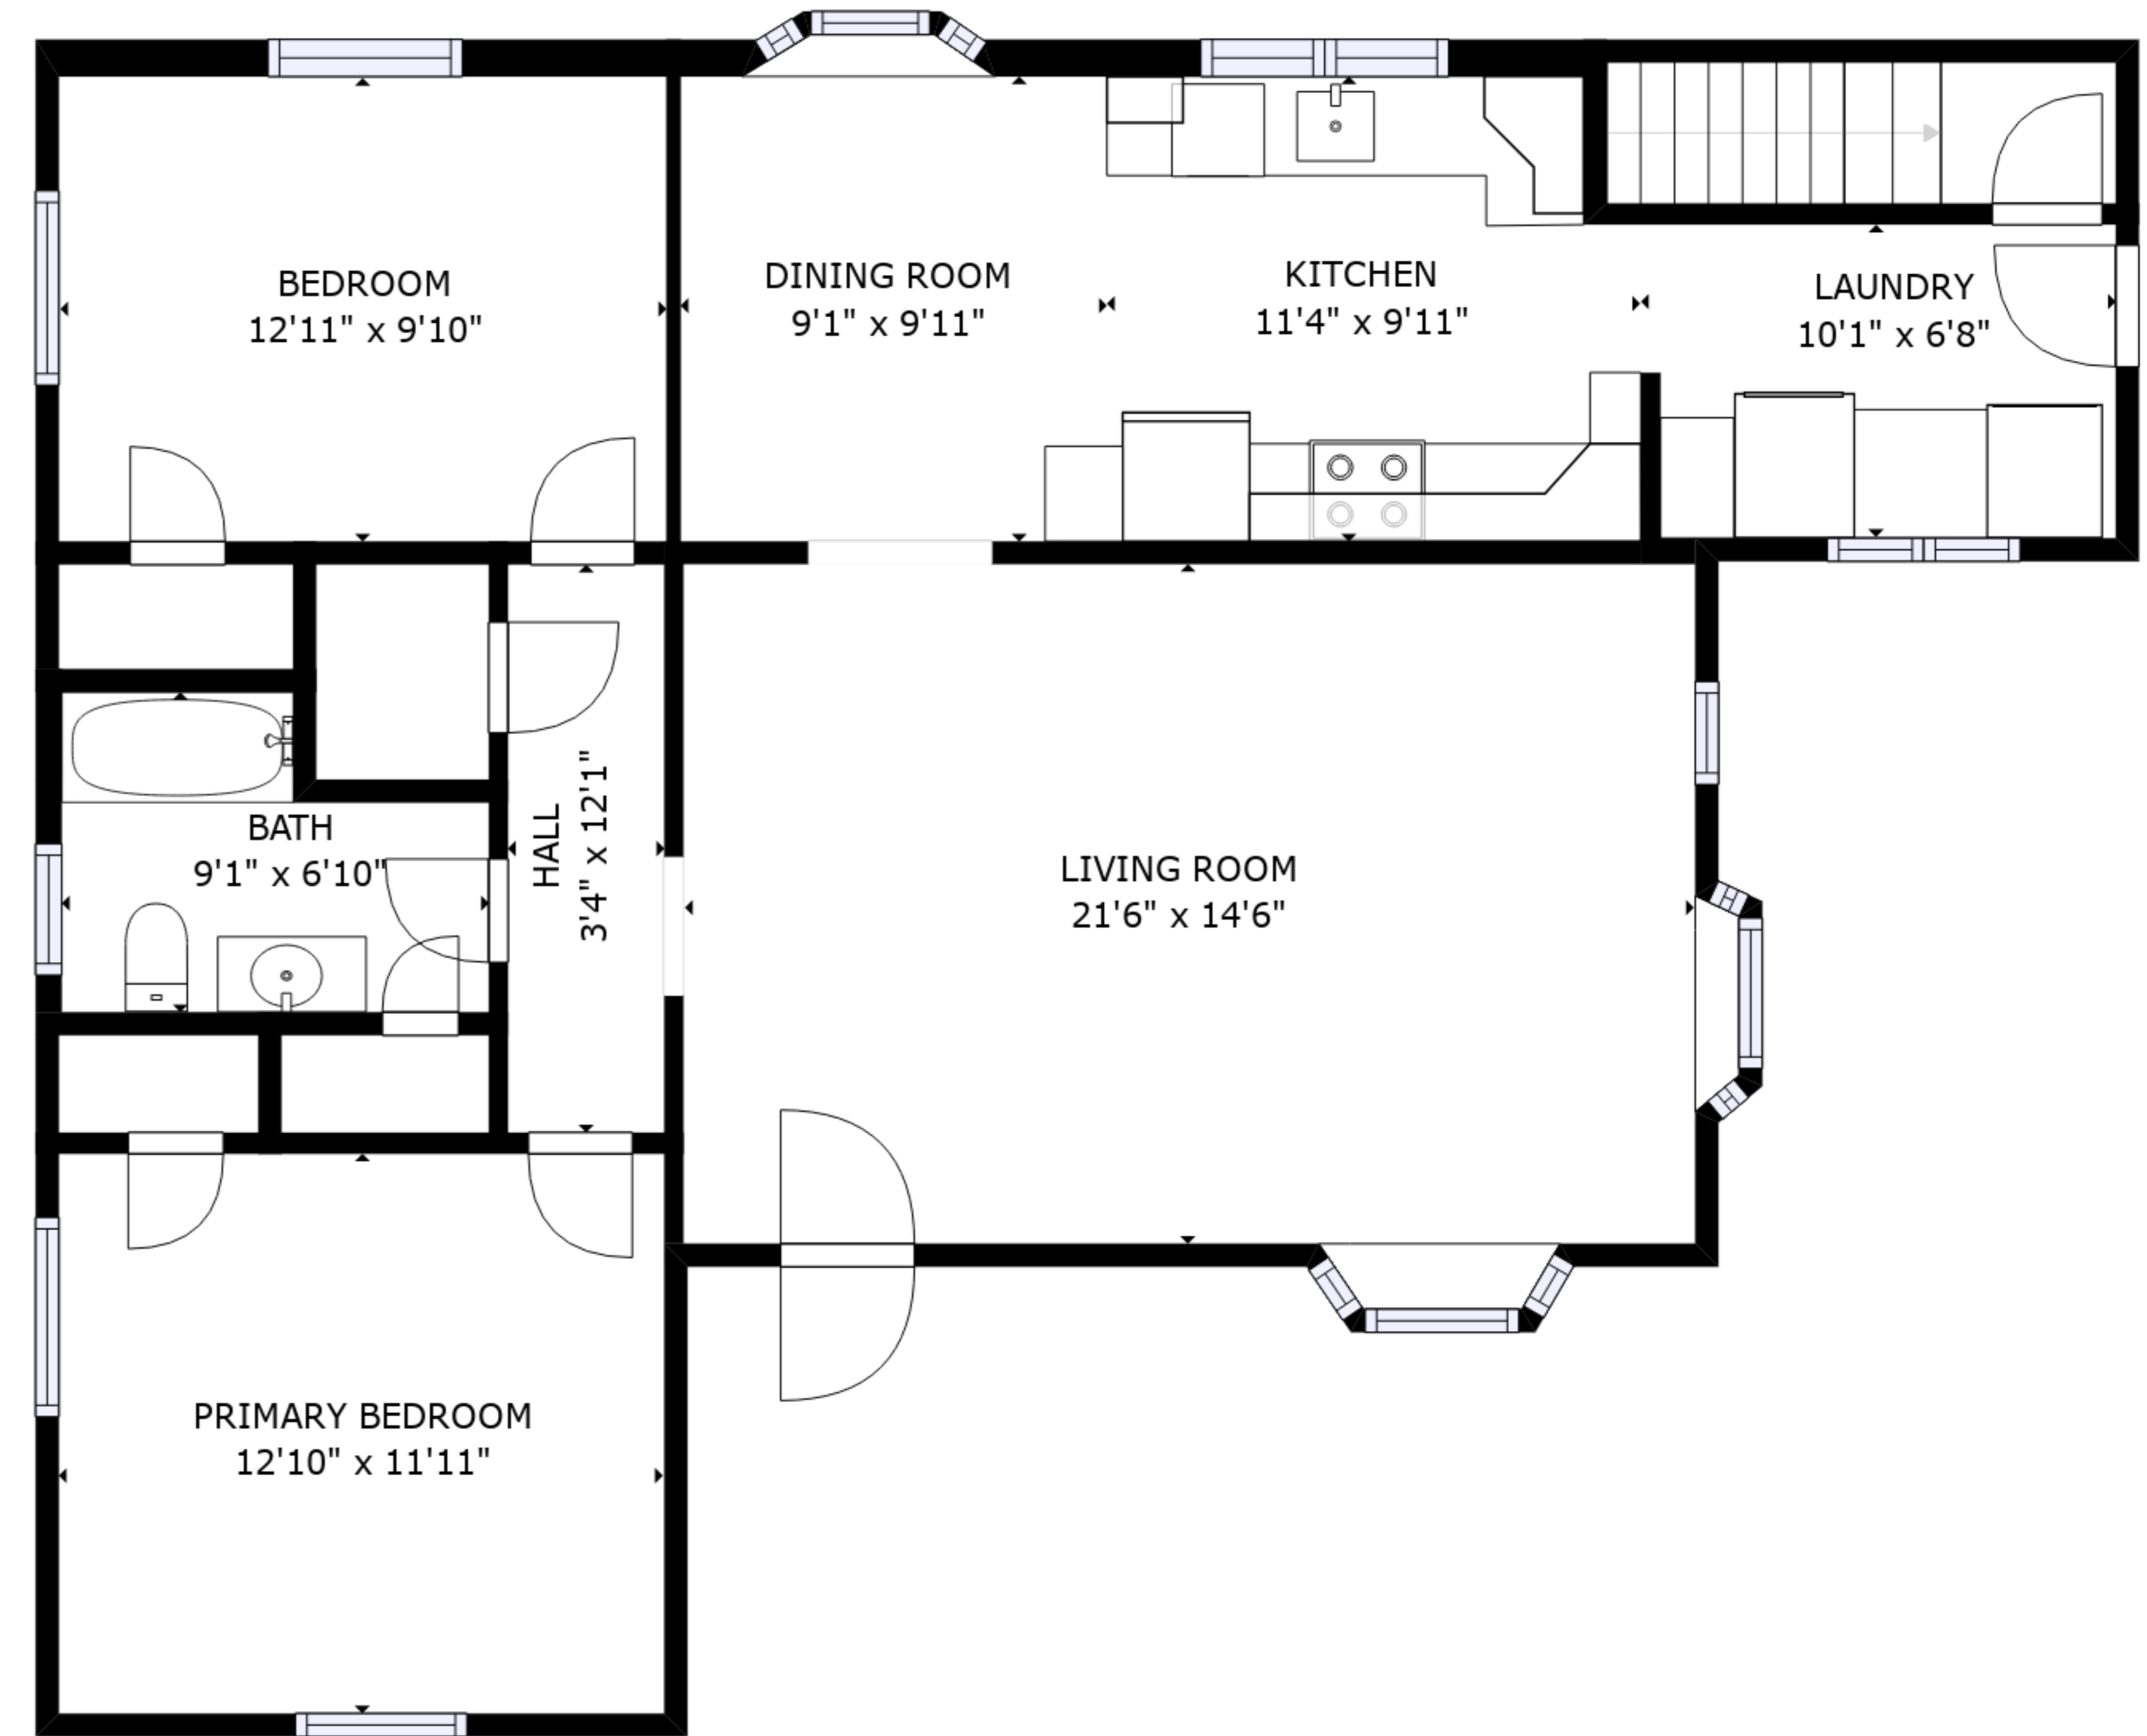 BEDROOM
12'11" x 9'10"
DINING ROOM
9'1" x 9'11"
KITCHEN
11'4" x 9'11"
LAUNDRY
10'1" x 6'8"
BATH
9'1" x 6'10"
HALL
3'4" x 12'1"
LIVING ROOM
21'6" x 14'6"
PRIMARY BEDROOM
12'10" x 11'11"